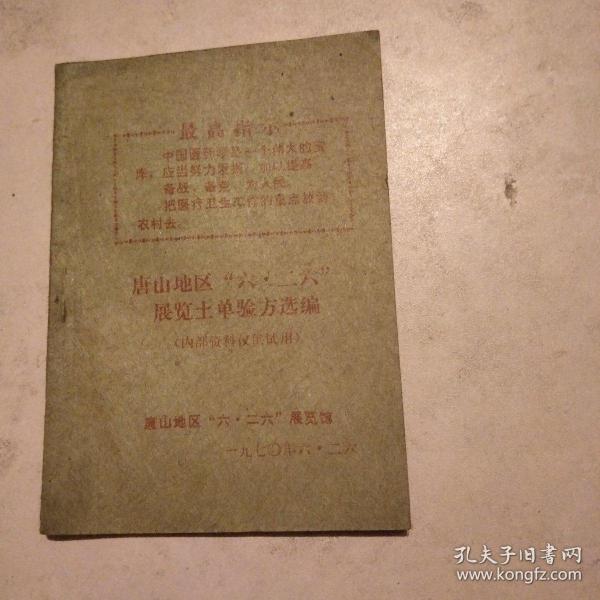 最高指示
中国医药学是一个伟大的宝
库，应当努力发掘，加以提高
备战、备荒、为人民。
把医疗卫生工作的重点放到
农村去。
唐山地区“六·二六”
展览土单验方选编
（内部资料仅供试用）
唐山地区“六·二六”展览馆
一九七〇年六·二六
孔夫子旧书网
www.kongfz.com